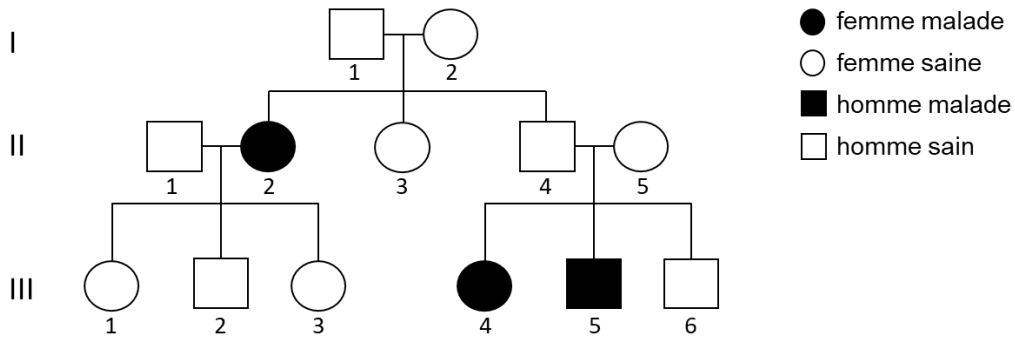 I
1 2
II
1 2 3 4 5
III
1 2 3 4 5 6
femme malade
femme saine
homme malade
homme sain